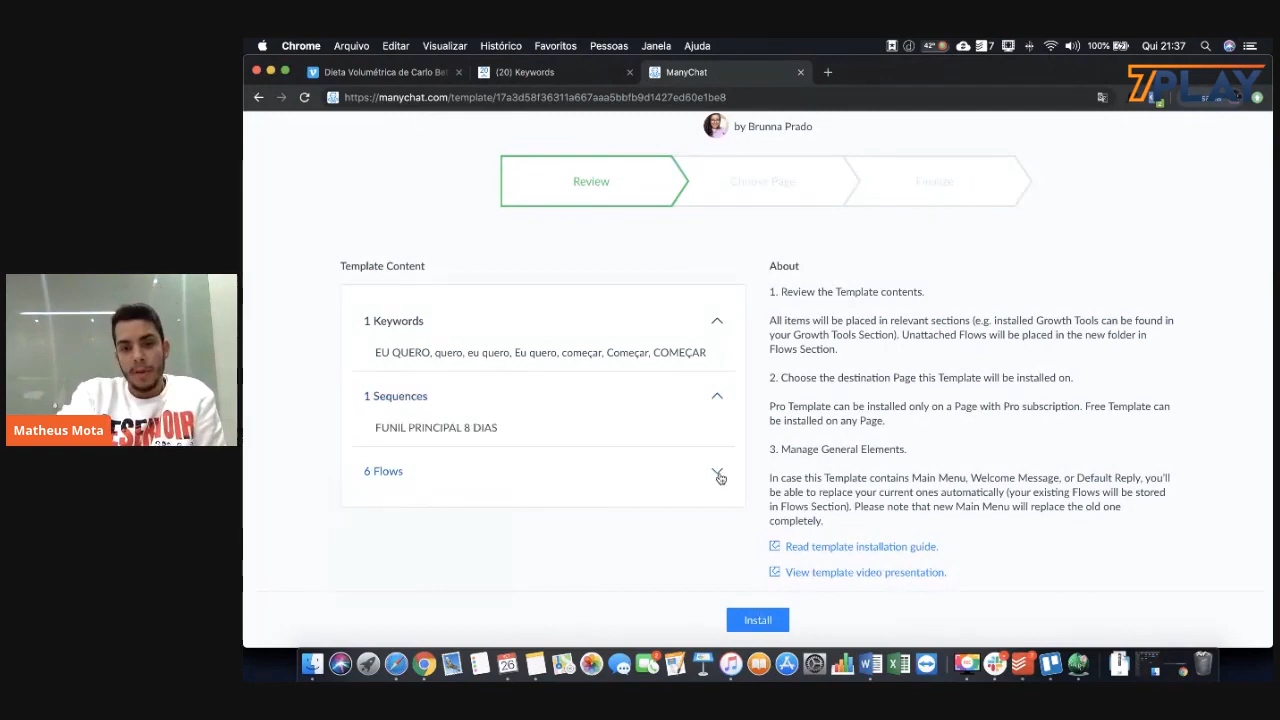 Chrome Arquivo Editar Visualizar Histórico Favoritos Pessoas Janela Ajuda
42° 7 100% Qui 21:37
Dieta Volumétrica de Carlo Bel
(20) Keywords
ManyChat
https://manychat.com/template/17a3d58f36311a667aaa5bbfb9d1427ed60e1be8
7PLAY
by Brunna Prado
Review
Choose Page
Finalize
Template Content
1 Keywords
EU QUERO, quero, eu quero, Eu quero, começar, Começar, COMEÇAR
1 Sequences
FUNIL PRINCIPAL 8 DIAS
6 Flows
About
1. Review the Template contents.
All items will be placed in relevant sections (e.g. installed Growth Tools can be found in
your Growth Tools Section). Unattached Flows will be placed in the new folder in
Flows Section.
2. Choose the destination Page this Template will be installed on.
Pro Template can be installed only on a Page with Pro subscription. Free Template can
be installed on any Page.
3. Manage General Elements.
In case this Template contains Main Menu, Welcome Message, or Default Reply, you'll
be able to replace your current ones automatically (your existing Flows will be stored
in Flows Section). Please note that new Main Menu will replace the old one
completely.
Read template installation guide.
View template video presentation.
Install
Matheus Mota
26